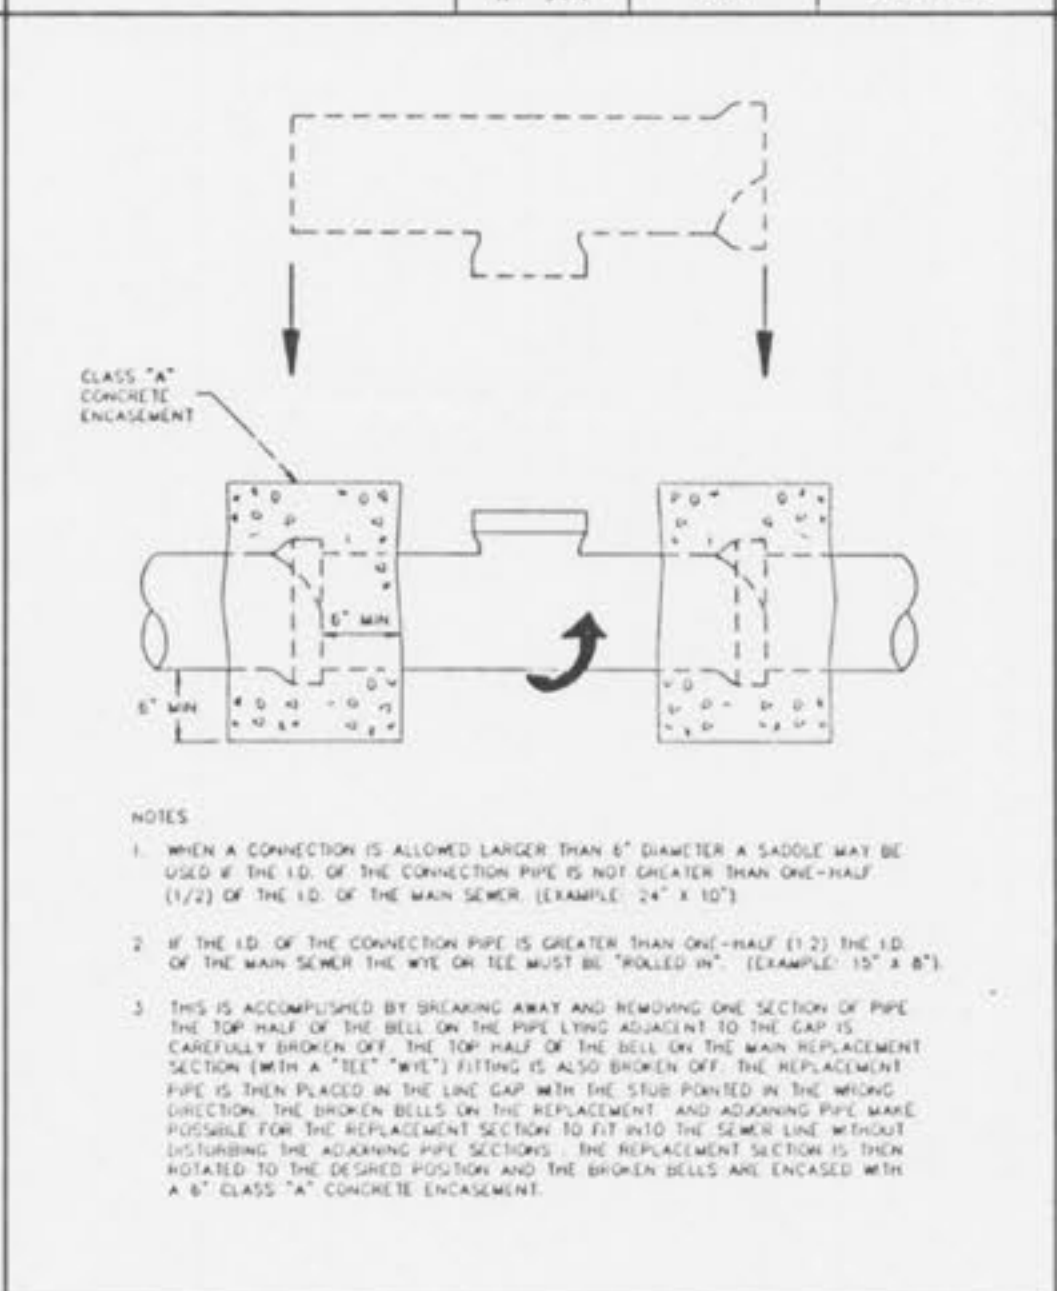 CLASS "A"
CONCRETE
ENCASEMENT
6" MIN
6" MIN
NOTES
1. WHEN A CONNECTION IS ALLOWED LARGER THAN 6" DIAMETER A SADDLE MAY BE
USED IF THE I.D. OF THE CONNECTION PIPE IS NOT GREATER THAN ONE-HALF
(1/2) OF THE I.D. OF THE MAIN SEWER. (EXAMPLE: 24" X 10")
2 IF THE I.D. OF THE CONNECTION PIPE IS GREATER THAN ONE-HALF (1 2) THE I.D.
OF THE MAIN SEWER THE WYE OR TEE MUST BE "ROLLED IN". (EXAMPLE: 15" X 8").
3 THIS IS ACCOMPLISHED BY BREAKING AWAY AND REMOVING ONE SECTION OF PIPE
THE TOP HALF OF THE BELL ON THE PIPE LYING ADJACENT TO THE GAP IS
CAREFULLY BROKEN OFF. THE TOP HALF OF THE BELL ON THE MAIN REPLACEMENT
SECTION (WITH A "TEE" "WYE") FITTING IS ALSO BROKEN OFF. THE REPLACEMENT
PIPE IS THEN PLACED IN THE LINE GAP WITH THE STUB POINTED IN THE WRONG
DIRECTION. THE BROKEN BELLS ON THE REPLACEMENT AND ADJOINING PIPE MAKE
POSSIBLE FOR THE REPLACEMENT SECTION TO FIT INTO THE SEWER LINE WITHOUT
DISTURBING THE ADJOINING PIPE SECTIONS. THE REPLACEMENT SECTION IS THEN
ROTATED TO THE DESIRED POSITION AND THE BROKEN BELLS ARE ENCASED WITH
A 6" CLASS "A" CONCRETE ENCASEMENT.